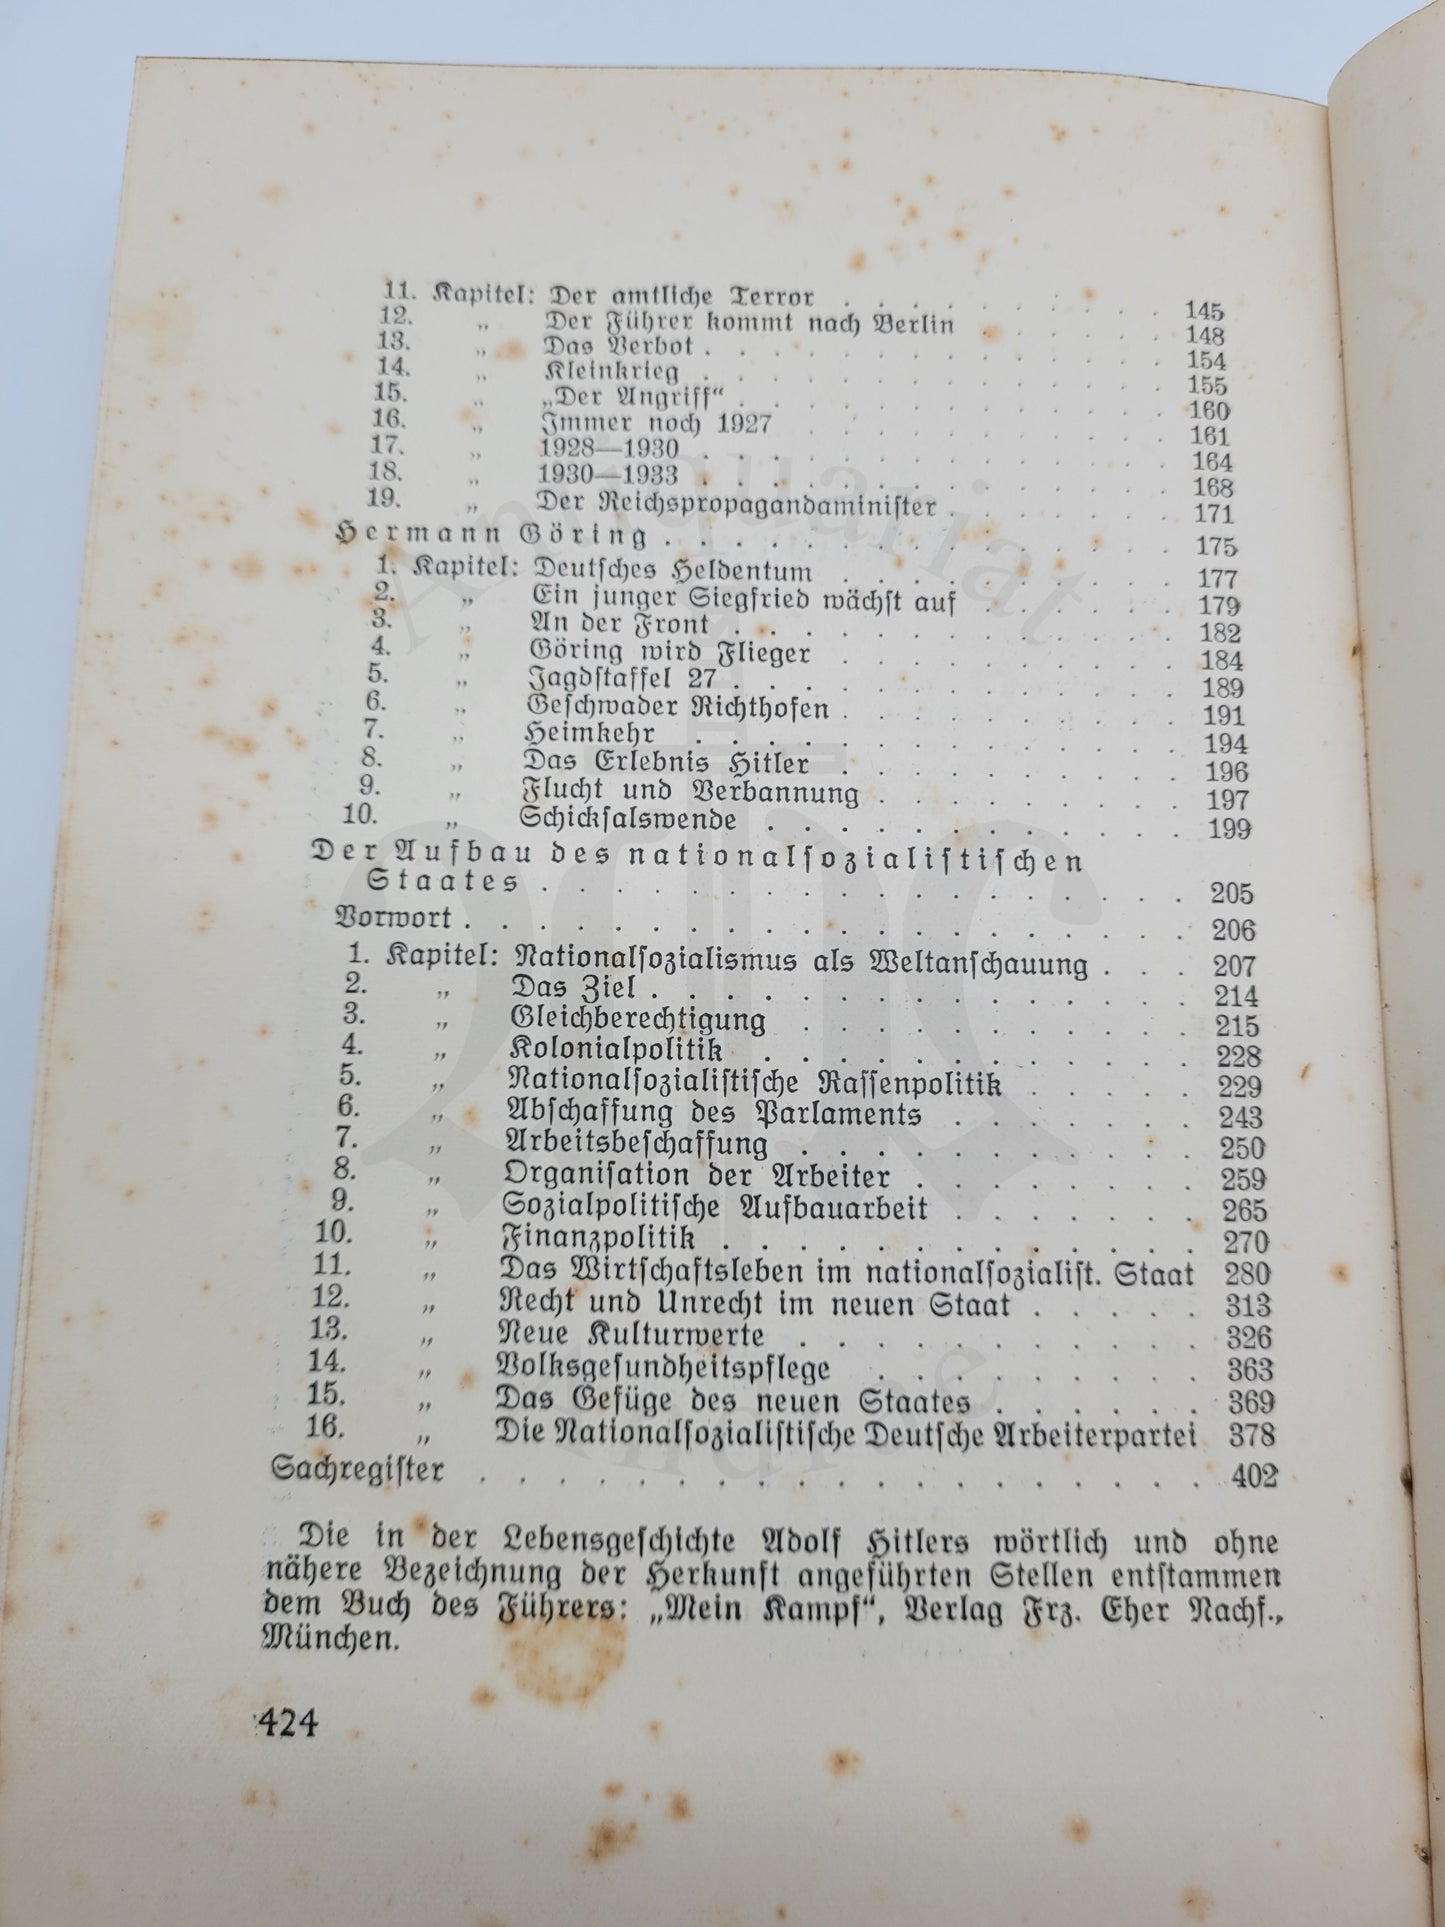 11. Kapitel: Der amtliche Terror . . . . . . . . . . 145
12. „ Der Führer kommt nach Berlin . . . . . . 148
13. „ Das Verbot . . . . . . . . . . . . . 154
14. „ Kleinkrieg . . . . . . . . . . . . . 155
15. „ „Der Angriff“ . . . . . . . . . . . . 160
16. „ Immer noch 1927 . . . . . . . . . . 161
17. „ 1928—1930 . . . . . . . . . . . . . 164
18. „ 1930—1933 . . . . . . . . . . . . . 168
19. „ Der Reichspropagandaminister . . . . . . 171
Hermann Göring . . . . . . . . . . . . . . . 175
1. Kapitel: Deutsches Heldentum . . . . . . . . . . 177
2. „ Ein junger Siegfried wächst auf . . . . . . 179
3. „ An der Front . . . . . . . . . . . . . 182
4. „ Göring wird Flieger . . . . . . . . . . 184
5. „ Jagdstaffel 27 . . . . . . . . . . . . . 189
6. „ Geschwader Richthofen . . . . . . . . . . 191
7. „ Heimkehr . . . . . . . . . . . . . . 194
8. „ Das Erlebnis Hitler . . . . . . . . . . 196
9. „ Flucht und Verbannung . . . . . . . . . 197
10. „ Schicksalswende . . . . . . . . . . . . 199
Der Aufbau des nationalsozialistischen
Staates . . . . . . . . . . . . . . . . . . 205
Vorwort . . . . . . . . . . . . . . . . . . . 206
1. Kapitel: Nationalsozialismus als Weltanschauung . . . 207
2. „ Das Ziel . . . . . . . . . . . . . . . 214
3. „ Gleichberechtigung . . . . . . . . . . . 215
4. „ Kolonialpolitik . . . . . . . . . . . . 228
5. „ Nationalsozialistische Rassenpolitik . . . . . 229
6. „ Abschaffung des Parlaments . . . . . . . 243
7. „ Arbeitsbeschaffung . . . . . . . . . . . 250
8. „ Organisation der Arbeiter . . . . . . . . 259
9. „ Sozialpolitische Aufbauarbeit . . . . . . . 265
10. „ Finanzpolitik . . . . . . . . . . . . . 270
11. „ Das Wirtschaftsleben im nationalsozialist. Staat 280
12. „ Recht und Unrecht im neuen Staat . . . . . 313
13. „ Neue Kulturwerte . . . . . . . . . . . 326
14. „ Volksgesundheitspflege . . . . . . . . . 363
15. „ Das Gefüge des neuen Staates . . . . . . 369
16. „ Die Nationalsozialistische Deutsche Arbeiterpartei 378
Sachregister . . . . . . . . . . . . . . . . . . . 402
Die in der Lebensgeschichte Adolf Hitlers wörtlich und ohne
nähere Bezeichnung der Herkunft angeführten Stellen entstammen
dem Buch des Führers: „Mein Kampf“, Verlag Frz. Eher Nachf.,
München.
424
Antiquariat